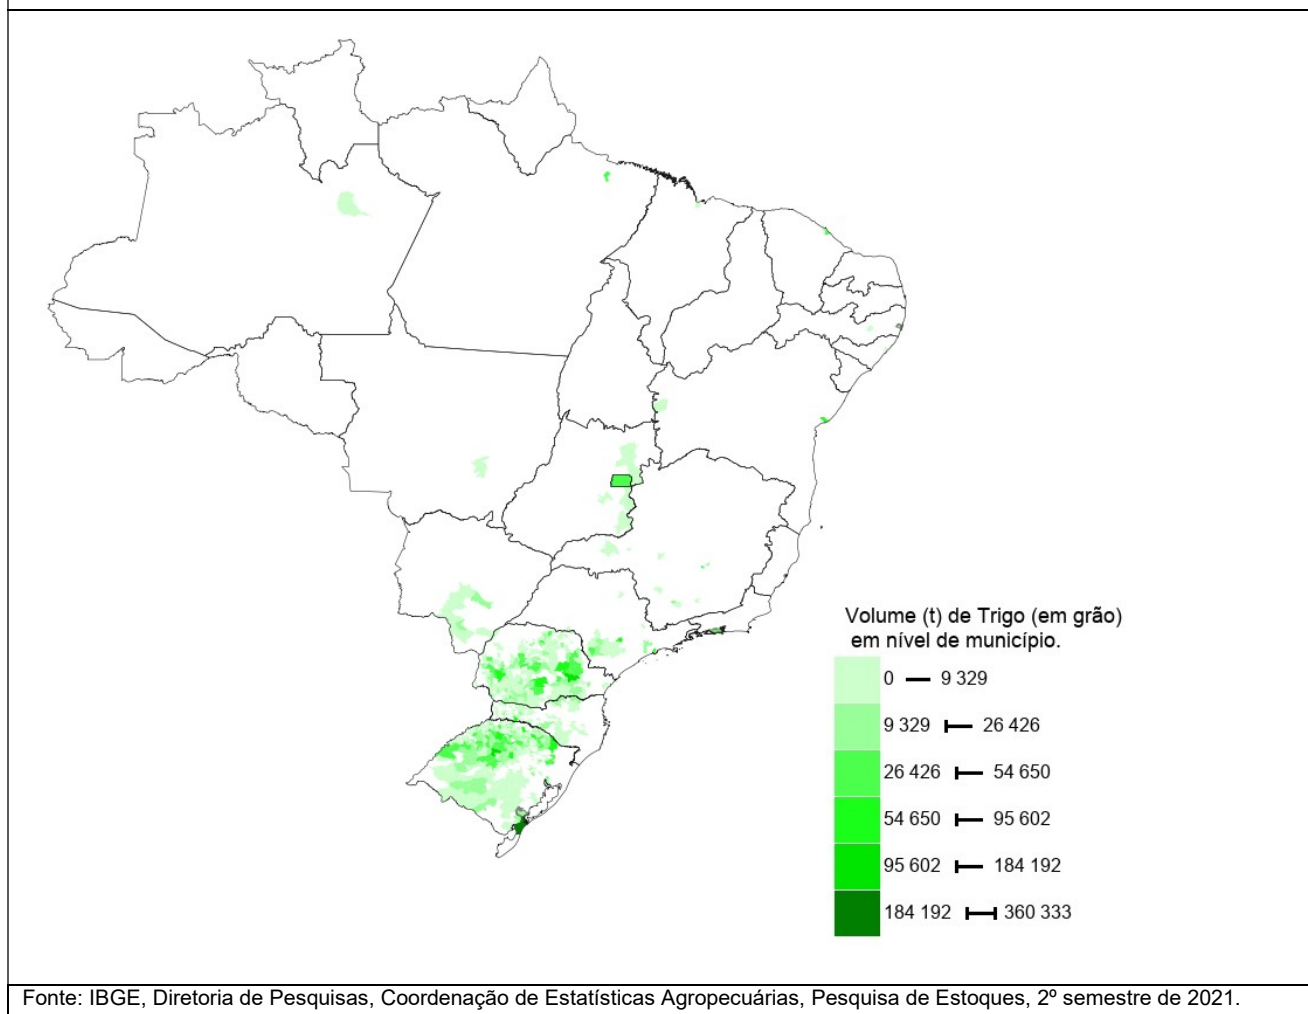 Volume (t) de Trigo (em grão)
em nível de município.
0 9 329
9 329 26 426
26 426 54 650
54 650 95 602
95 602 184 192
184 192 360 333
Fonte: IBGE, Diretoria de Pesquisas, Coordenação de Estatísticas Agropecuárias, Pesquisa de Estoques, 2º semestre de 2021.